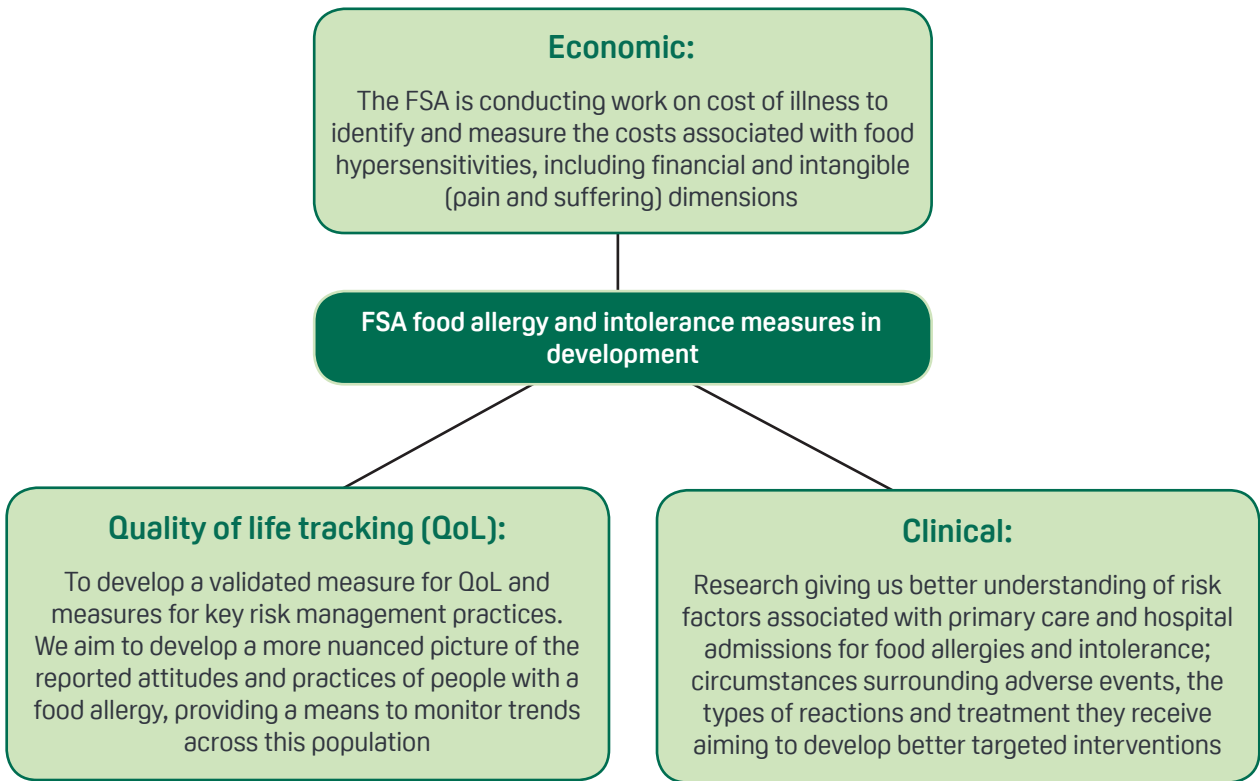 Economic:
The FSA is conducting work on cost of illness to
identify and measure the costs associated with food
hypersensitivities, including financial and intangible
(pain and suffering) dimensions
FSA food allergy and intolerance measures in
development
Quality of life tracking (QoL):
To develop a validated measure for QoL and
measures for key risk management practices.
We aim to develop a more nuanced picture of the
reported attitudes and practices of people with a
food allergy, providing a means to monitor trends
across this population
Clinical:
Research giving us better understanding of risk
factors associated with primary care and hospital
admissions for food allergies and intolerance;
circumstances surrounding adverse events, the
types of reactions and treatment they receive
aiming to develop better targeted interventions